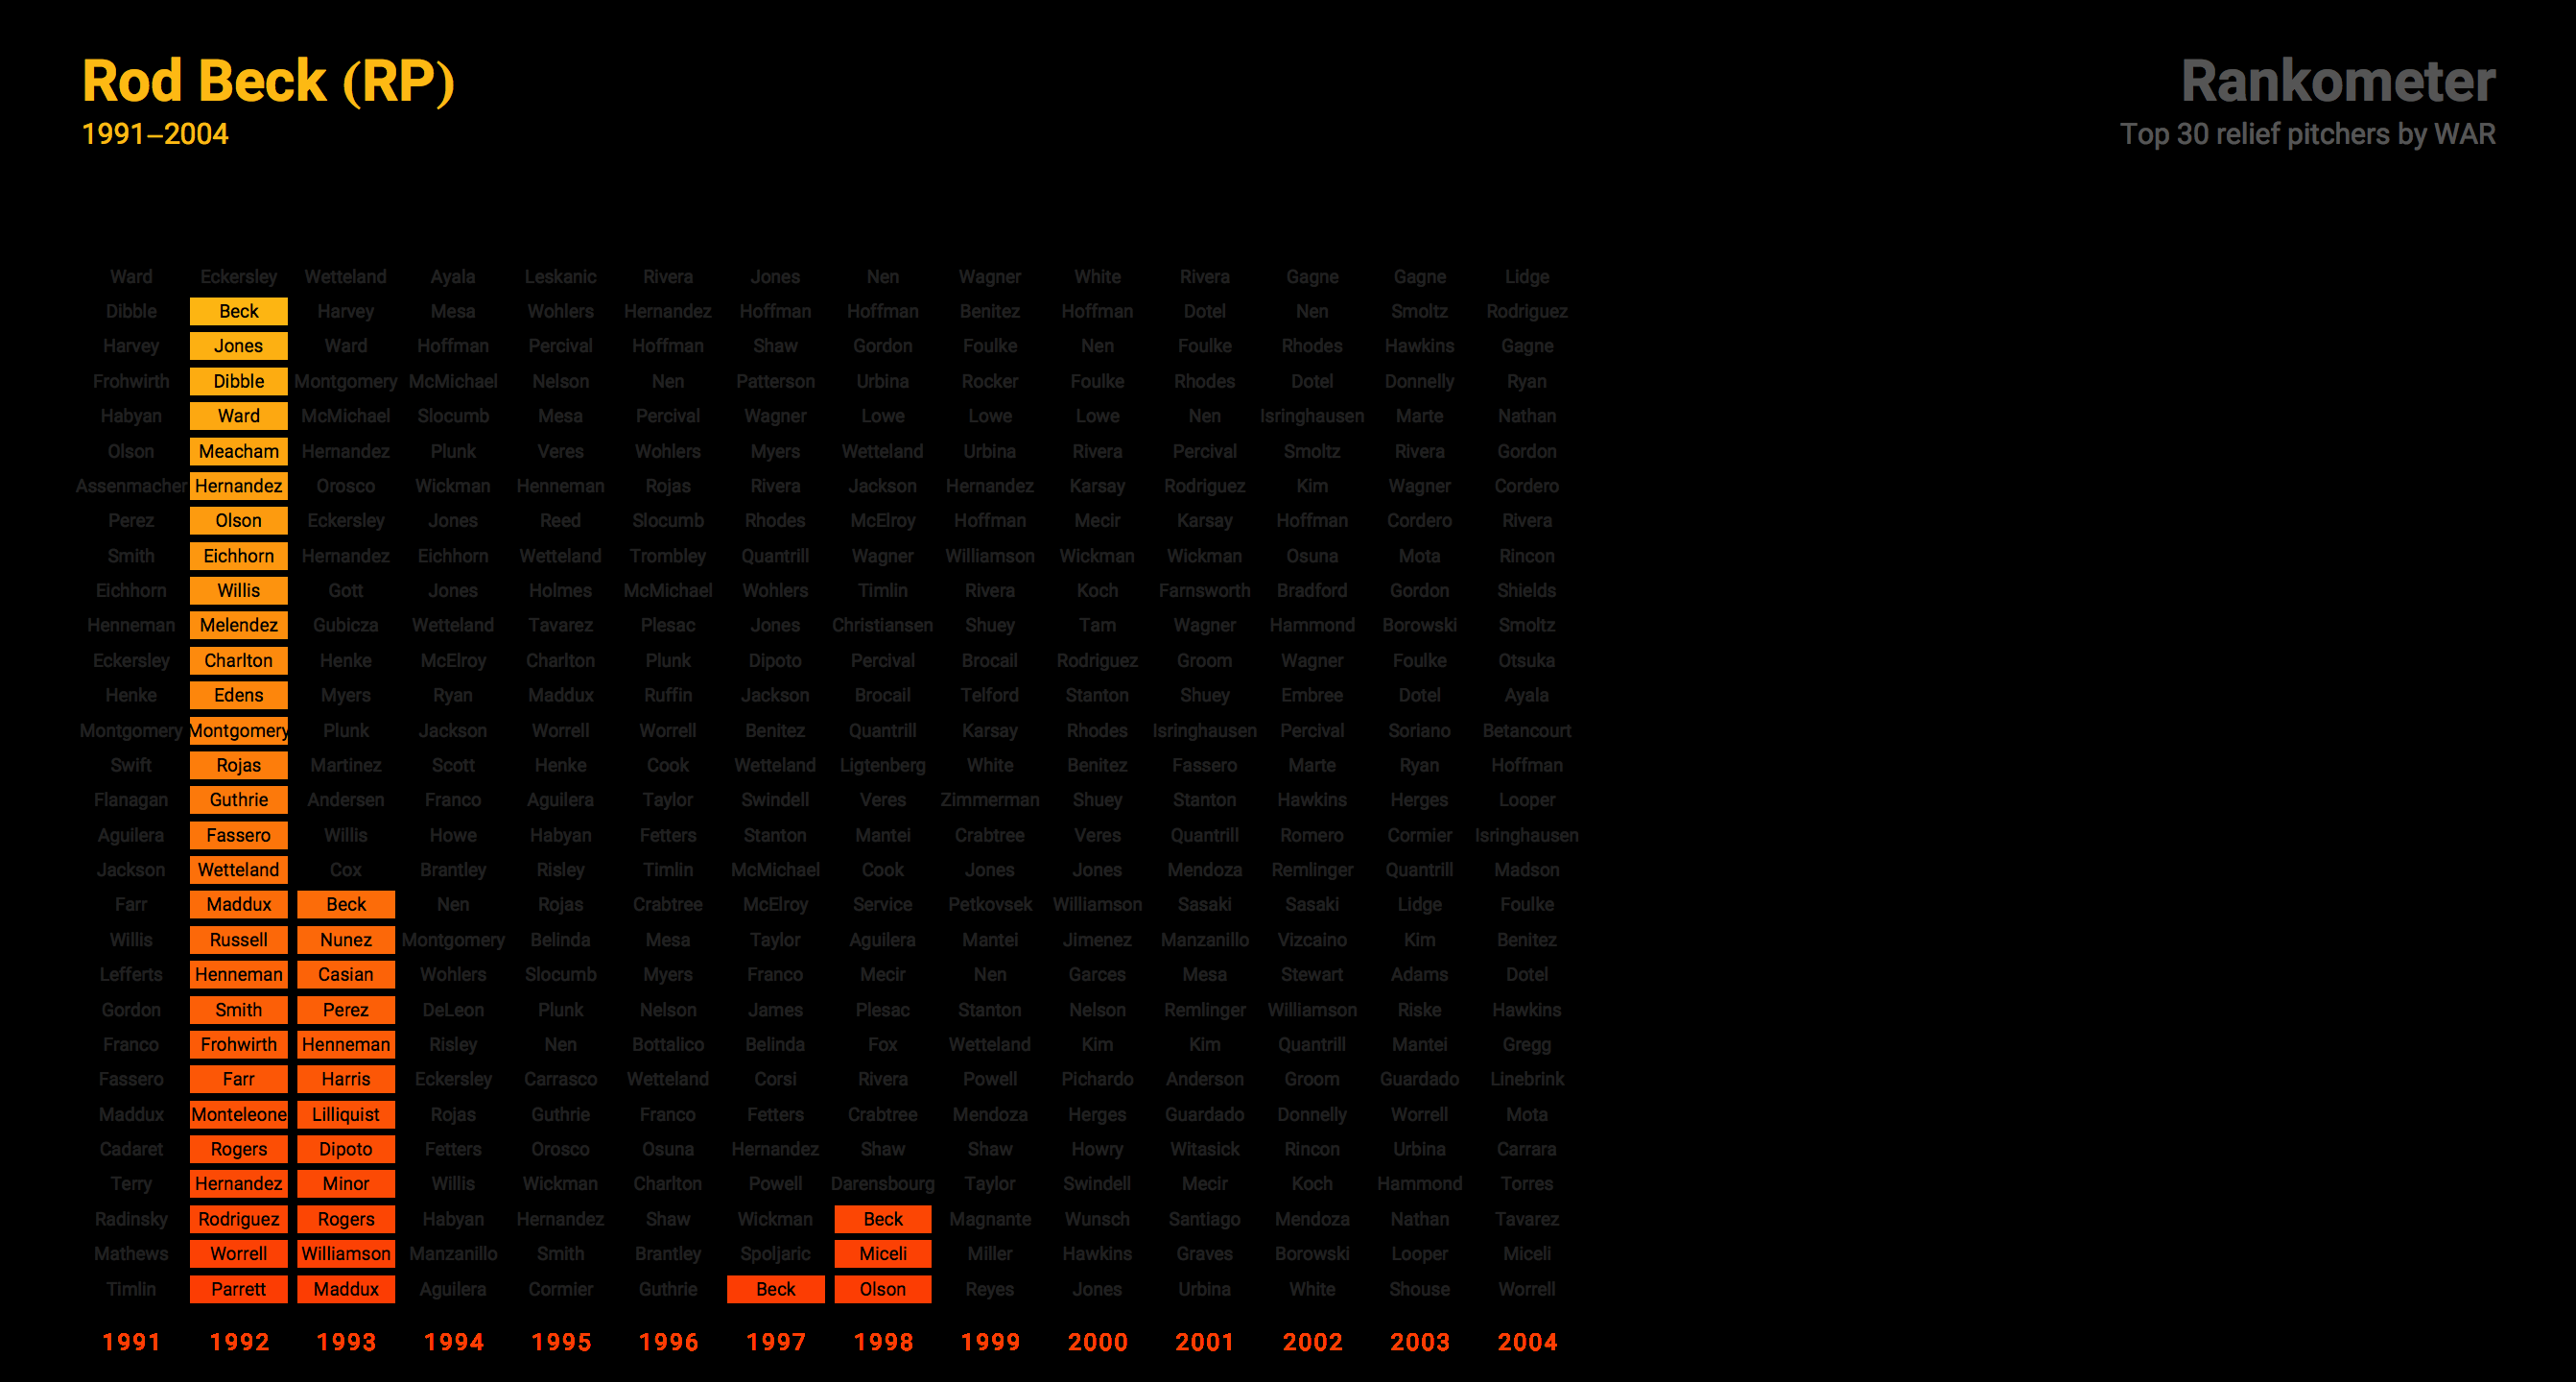 Rod Beck (RP)
1991–2004
Rankometer
Top 30 relief pitchers by WAR
Ward Eckersley Wetteland Ayala Leskanic Rivera Jones Nen Wagner White Rivera Gagne Gagne Lidge
Dibble Beck Harvey Mesa Wohlers Hernandez Hoffman Hoffman Benitez Hoffman Dotel Nen Smoltz Rodriguez
Harvey Jones Ward Hoffman Percival Hoffman Shaw Gordon Foulke Nen Foulke Rhodes Hawkins Gagne
Frohwirth Dibble Montgomery McMichael Nelson Nen Patterson Urbina Rocker Foulke Rhodes Dotel Donnelly Ryan
Habyan Ward McMichael Slocumb Mesa Percival Wagner Lowe Lowe Lowe Nen Isringhausen Marte Nathan
Olson Meacham Hernandez Plunk Veres Wohlers Myers Wetteland Urbina Rivera Percival Smoltz Rivera Gordon
Assenmacher Hernandez Orosco Wickman Henneman Rojas Rivera Jackson Hernandez Karsay Rodriguez Kim Wagner Cordero
Perez Olson Eckersley Jones Reed Slocumb Rhodes McElroy Hoffman Mecir Karsay Hoffman Cordero Rivera
Smith Eichhorn Hernandez Eichhorn Wetteland Trombley Quantrill Wagner Williamson Wickman Wickman Osuna Mota Rincon
Eichhorn Willis Gott Jones Holmes McMichael Wohlers Timlin Rivera Koch Farnsworth Bradford Gordon Shields
Henneman Melendez Gubicza Wetteland Tavarez Plesac Jones Christiansen Shuey Tam Wagner Hammond Borowski Smoltz
Eckersley Charlton Henke McElroy Charlton Plunk Dipoto Percival Brocail Rodriguez Groom Wagner Foulke Otsuka
Henke Edens Myers Ryan Maddux Ruffin Jackson Brocail Telford Stanton Shuey Embree Dotel Ayala
Montgomery Montgomery Plunk Jackson Worrell Worrell Benitez Quantrill Karsay Rhodes Isringhausen Percival Soriano Betancourt
Swift Rojas Martinez Scott Henke Cook Wetteland Ligtenberg White Benitez Fassero Marte Ryan Hoffman
Flanagan Guthrie Andersen Franco Aguilera Taylor Swindell Veres Zimmerman Shuey Stanton Hawkins Herges Looper
Aguilera Fassero Willis Howe Habyan Fetters Stanton Mantei Crabtree Veres Quantrill Romero Cormier Isringhausen
Jackson Wetteland Cox Brantley Risley Timlin McMichael Cook Jones Jones Mendoza Remlinger Quantrill Madson
Farr Maddux Beck Nen Rojas Crabtree McElroy Service Petkovsek Williamson Sasaki Sasaki Lidge Foulke
Willis Russell Nunez Montgomery Belinda Mesa Taylor Aguilera Mantei Jimenez Manzanillo Vizcaino Kim Benitez
Lefferts Henneman Casian Wohlers Slocumb Myers Franco Mecir Nen Garces Mesa Stewart Adams Dotel
Gordon Smith Perez DeLeon Plunk Nelson James Plesac Stanton Nelson Remlinger Williamson Riske Hawkins
Franco Frohwirth Henneman Risley Nen Bottalico Belinda Fox Wetteland Kim Kim Quantrill Mantei Gregg
Fassero Farr Harris Eckersley Carrasco Wetteland Corsi Rivera Powell Pichardo Anderson Groom Guardado Linebrink
Maddux Monteleone Lilliquist Rojas Guthrie Franco Fetters Crabtree Mendoza Herges Guardado Donnelly Worrell Mota
Cadaret Rogers Dipoto Fetters Orosco Osuna Hernandez Shaw Shaw Howry Witasick Rincon Urbina Carrara
Terry Hernandez Minor Willis Wickman Charlton Powell Darensbourg Taylor Swindell Mecir Koch Hammond Torres
Radinsky Rodriguez Rogers Habyan Hernandez Shaw Wickman Beck Magnante Wunsch Santiago Mendoza Nathan Tavarez
Mathews Worrell Williamson Manzanillo Smith Brantley Spoljaric Miceli Miller Hawkins Graves Borowski Looper Miceli
Timlin Parrett Maddux Aguilera Cormier Guthrie Beck Olson Reyes Jones Urbina White Shouse Worrell
1991 1992 1993 1994 1995 1996 1997 1998 1999 2000 2001 2002 2003 2004